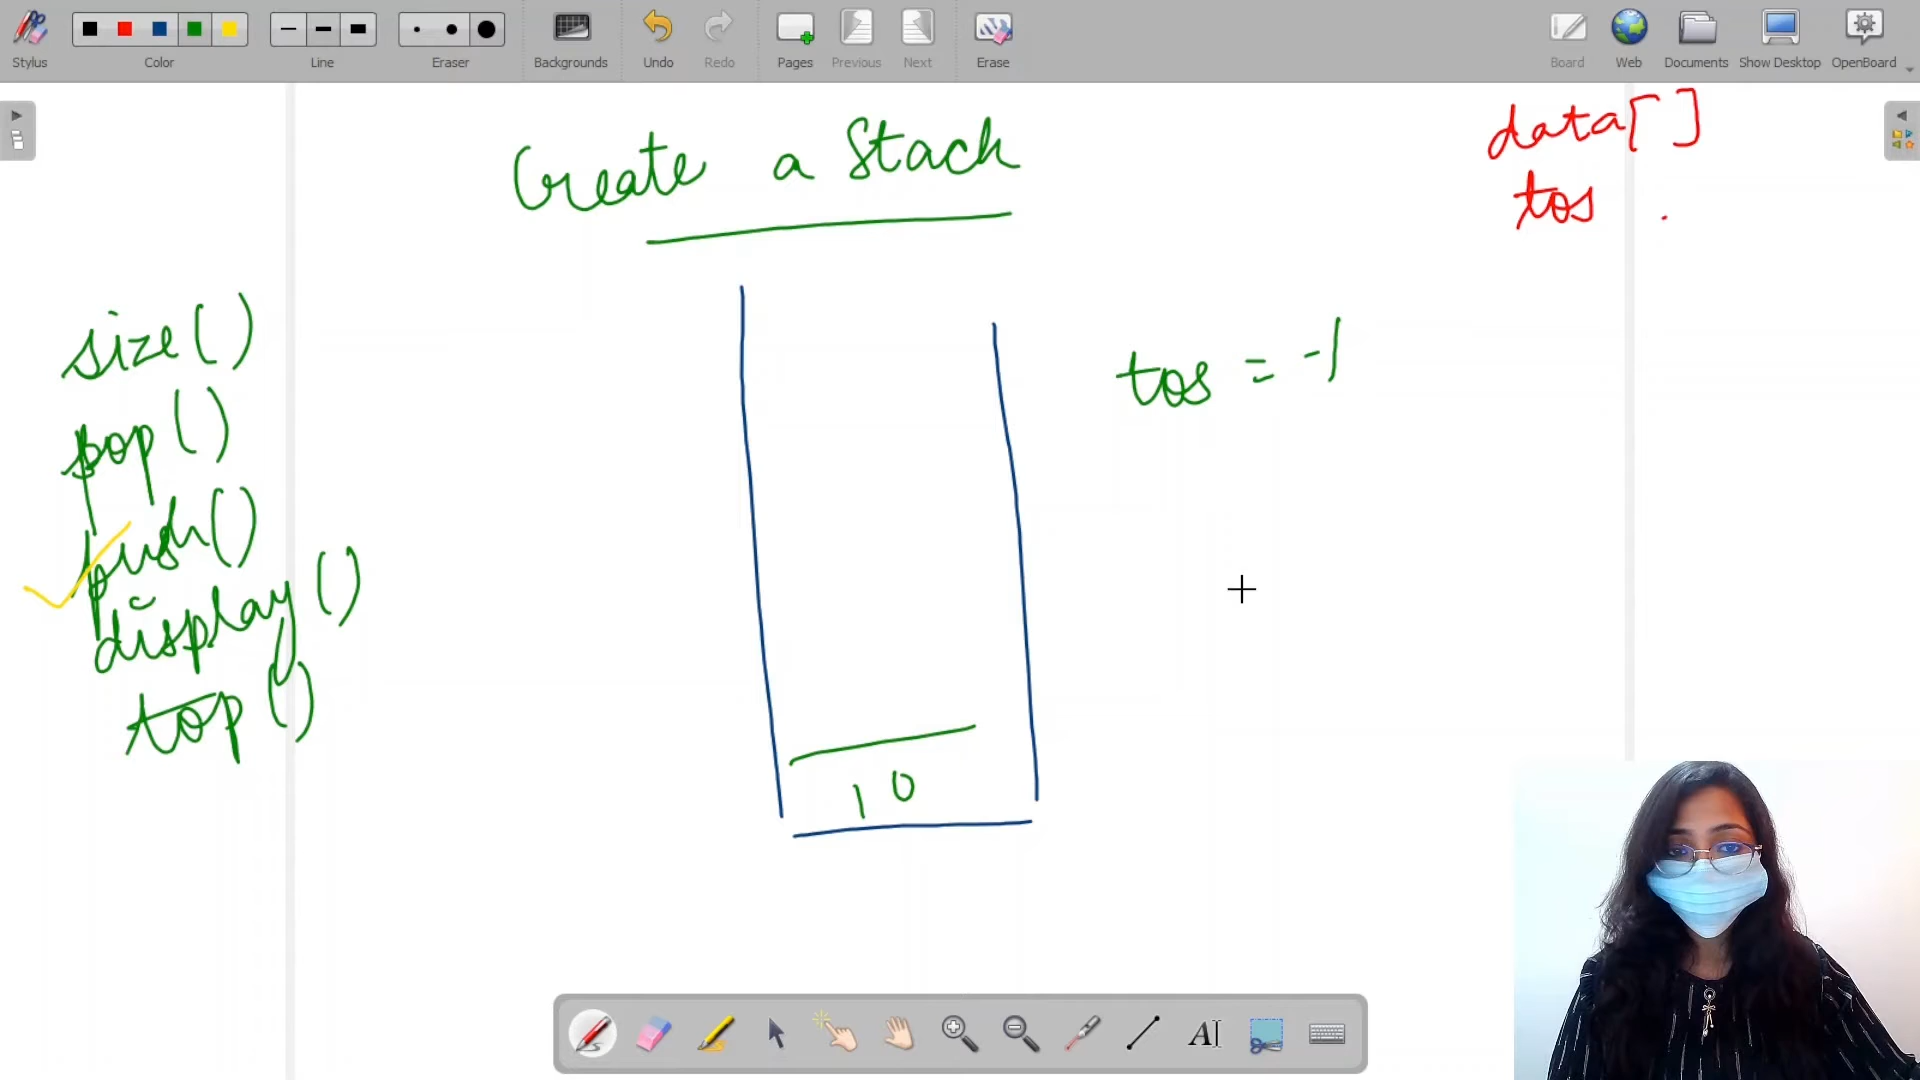 Stylus
Color
Line
Eraser
Backgrounds
Undo
Redo
Pages
Previous
Next
Erase
Board
Web
Documents
Show Desktop
OpenBoard
Create a Stack
data[]
tos
size()
pop()
push()
display()
top()
tos = -1
10